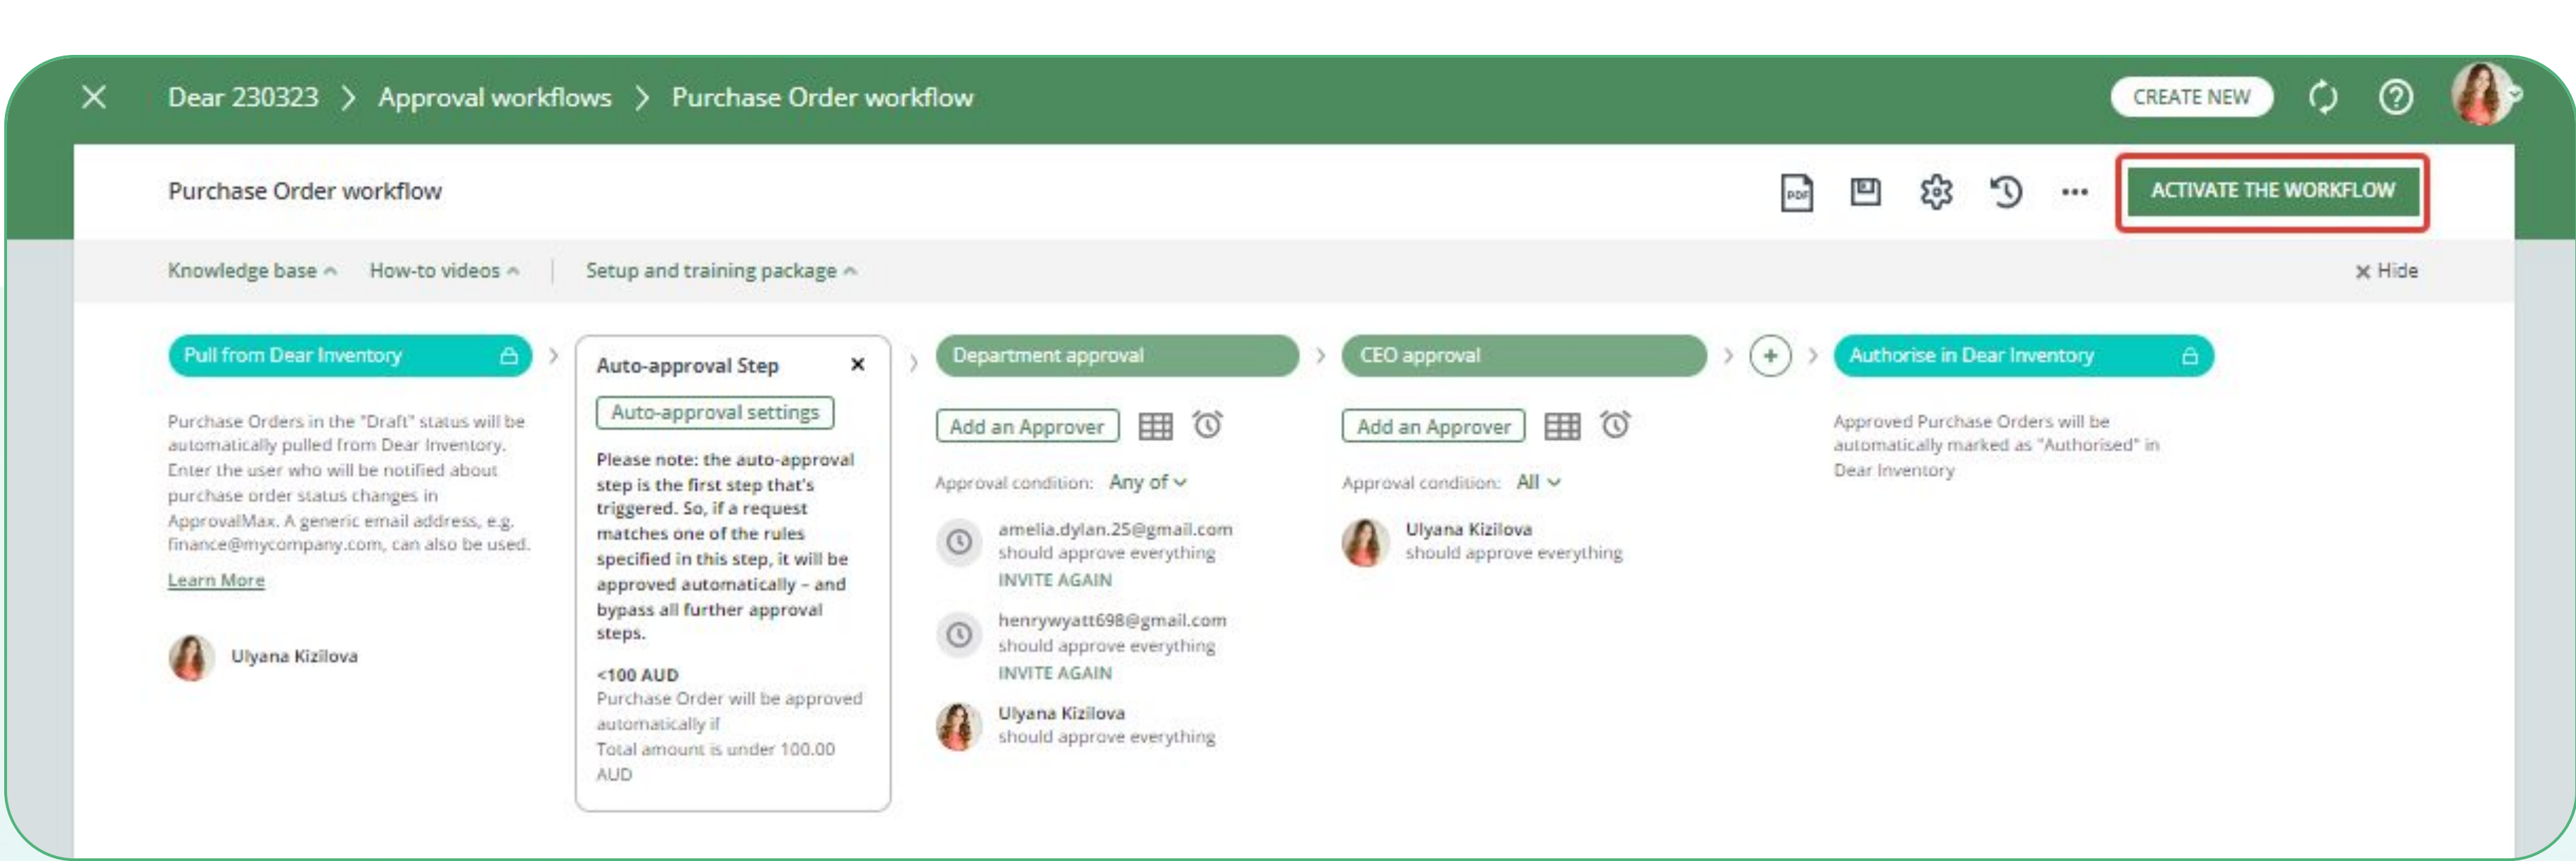 Dear 230323 > Approval workflows > Purchase Order workflow
CREATE NEW
Purchase Order workflow
PDF
ACTIVATE THE WORKFLOW
Knowledge base
How-to videos
Setup and training package
Hide
Pull from Dear Inventory
Purchase Orders in the "Draft" status will be
automatically pulled from Dear Inventory.
Enter the user who will be notified about
purchase order status changes in
ApprovalMax. A generic email address, e.g.
finance@mycompany.com, can also be used.
Learn More
Ulyana Kizilova
Auto-approval Step
Auto-approval settings
Please note: the auto-approval
step is the first step that's
triggered. So, if a request
matches one of the rules
specified in this step, it will be
approved automatically – and
bypass all further approval
steps.
<100 AUD
Purchase Order will be approved
automatically if
Total amount is under 100.00
AUD
Department approval
Add an Approver
Approval condition: Any of
amelia.dylan.25@gmail.com
should approve everything
INVITE AGAIN
henrywyatt698@gmail.com
should approve everything
INVITE AGAIN
Ulyana Kizilova
should approve everything
CEO approval
Add an Approver
Approval condition: All
Ulyana Kizilova
should approve everything
Authorise in Dear Inventory
Approved Purchase Orders will be
automatically marked as "Authorised" in
Dear Inventory